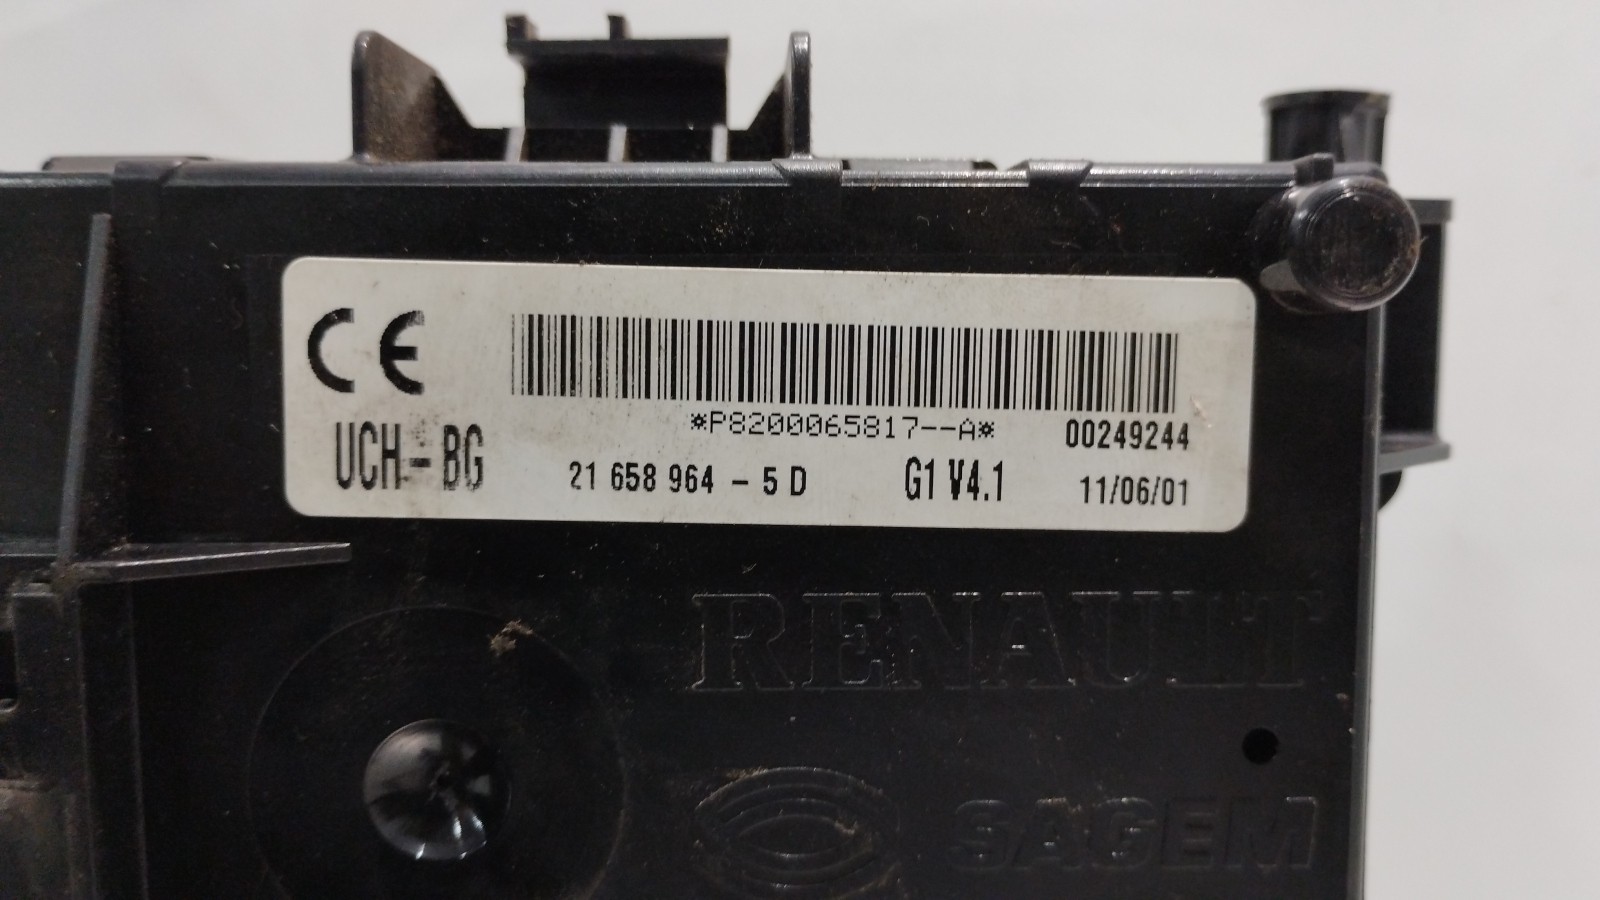 CE
*P8200065817--A*
00249244
UCH-BG
21 658 964 - 5 D
G1 V4.1
11/06/01
RENAULT
SAGEM